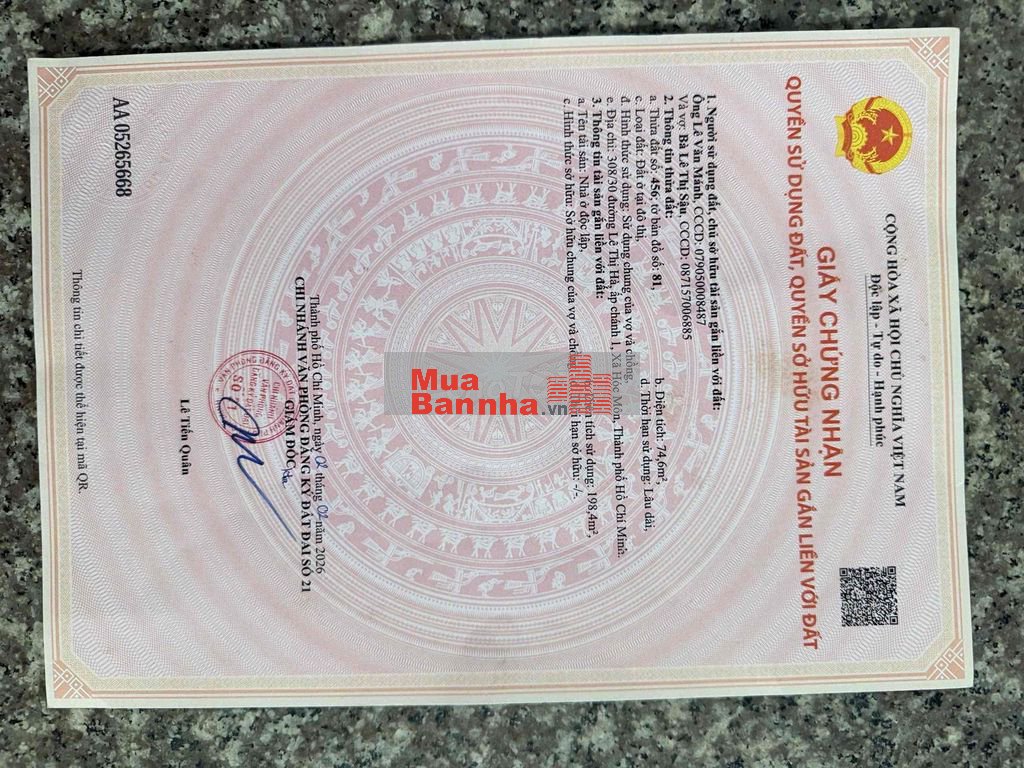 CỘNG HÒA XÃ HỘI CHỦ NGHĨA VIỆT NAM
Độc lập - Tự do - Hạnh phúc
GIẤY CHỨNG NHẬN
QUYỀN SỬ DỤNG ĐẤT, QUYỀN SỞ HỮU TÀI SẢN GẮN LIỀN VỚI ĐẤT
1. Người sử dụng đất, chủ sở hữu tài sản gắn liền với đất:
Ông Lê Văn Mảnh, CCCD: 079050008487
Và vợ: Bà Lê Thị Sậu, CCCD: 087157006885
2. Thông tin thửa đất:
a. Thửa đất số: 456; tờ bản đồ số: 81, b. Diện tích: 74,6m²,
c. Loại đất: Đất ở tại đô thị, d. Thời hạn sử dụng: Lâu dài,
đ. Hình thức sử dụng: Sử dụng chung của vợ và chồng,
e. Địa chỉ: 308/30 đường Lê Thị Hà, ấp chánh 1, Xã Hóc Môn, Thành phố Hồ Chí Minh.
3. Thông tin tài sản gắn liền với đất:
a. Tên tài sản: Nhà ở độc lập, tích sử dụng: 198,4m²,
c. Hình thức sở hữu: Sở hữu chung của vợ và chồng hạn sở hữu: -/-.
Mua
Bannha.vn
Thành phố Hồ Chí Minh, ngày 02 tháng 02 năm 2026
CHI NHÁNH VĂN PHÒNG ĐĂNG KÝ ĐẤT ĐAI SỐ 21
GIÁM ĐỐC
Lê Tiến Quân
AA 05265668
Thông tin chi tiết được thể hiện tại mã QR.